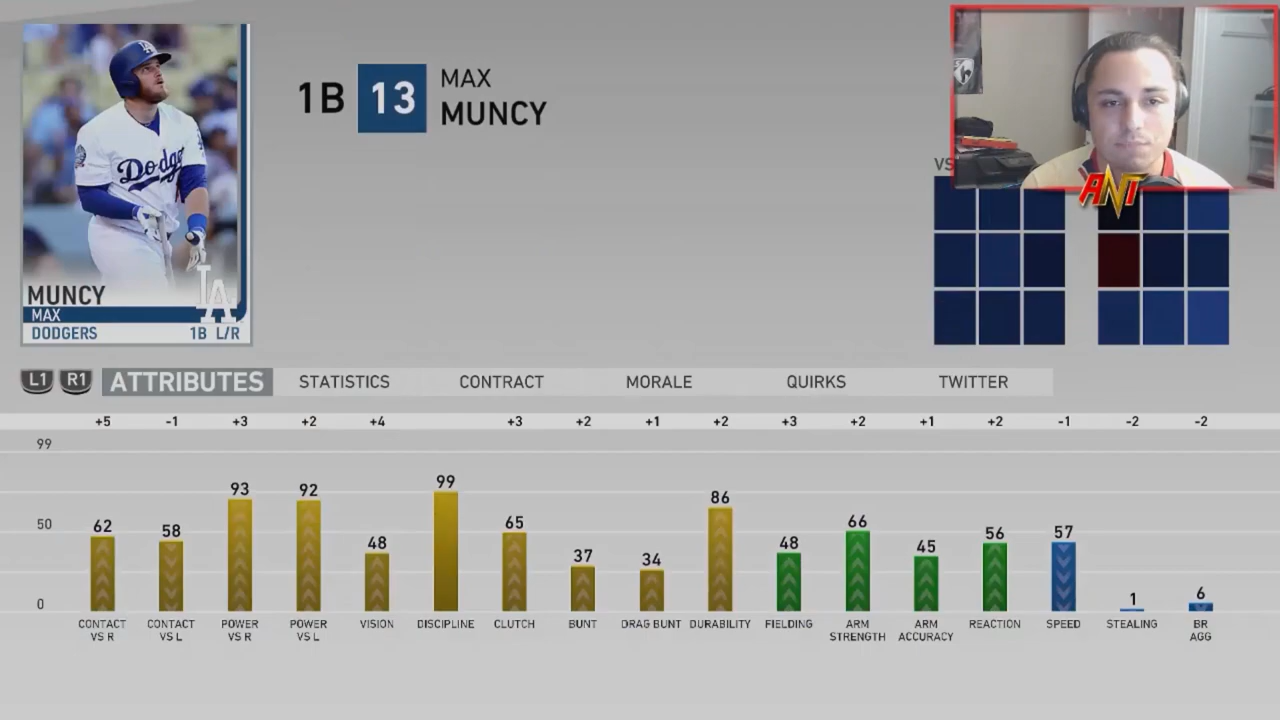 1B 13 MAX
MUNCY
VS
ANT
Dodge
MUNCY
LA
MAX
DODGERS 1B L/R
L1 R1 ATTRIBUTES STATISTICS CONTRACT MORALE QUIRKS TWITTER
+5 -1 +3 +2 +4 +3 +2 +1 +2 +3 +2 +1 +2 -1 -2 -2
99
50
0
62 58 93 92 48 99 65 37 34 86 48 66 45 56 57 1 6
CONTACT VS R
CONTACT VS L
POWER VS R
POWER VS L
VISION
DISCIPLINE
CLUTCH
BUNT
DRAG BUNT
DURABILITY
FIELDING
ARM STRENGTH
ARM ACCURACY
REACTION
SPEED
STEALING
BR AGG